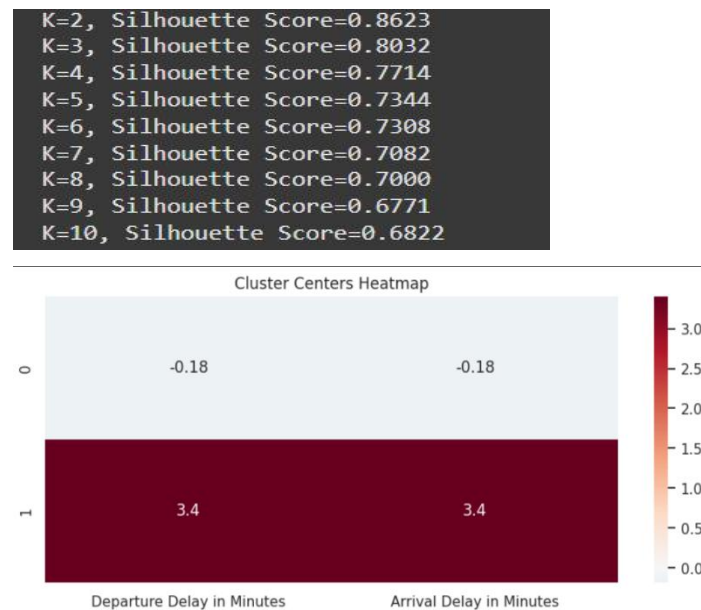 K=2, Silhouette Score=0.8623
K=3, Silhouette Score=0.8032
K=4, Silhouette Score=0.7714
K=5, Silhouette Score=0.7344
K=6, Silhouette Score=0.7308
K=7, Silhouette Score=0.7082
K=8, Silhouette Score=0.7000
K=9, Silhouette Score=0.6771
K=10, Silhouette Score=0.6822
Cluster Centers Heatmap
0
-0.18
-0.18
1
3.4
3.4
Departure Delay in Minutes
Arrival Delay in Minutes
3.0
2.5
2.0
1.5
1.0
0.5
0.0